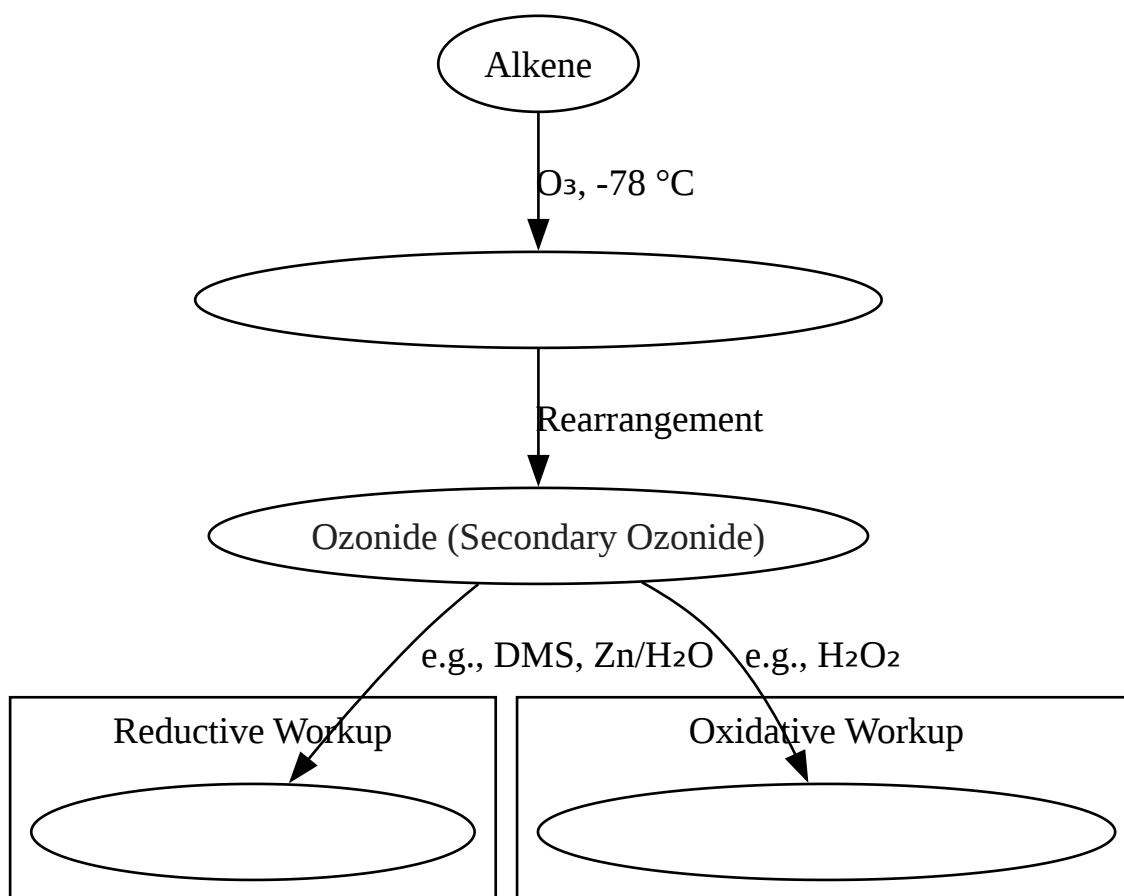 Alkene
O₃, -78 °C
Rearrangement
Ozonide (Secondary Ozonide)
e.g., DMS, Zn/H₂O
e.g., H₂O₂
Reductive Workup
Oxidative Workup